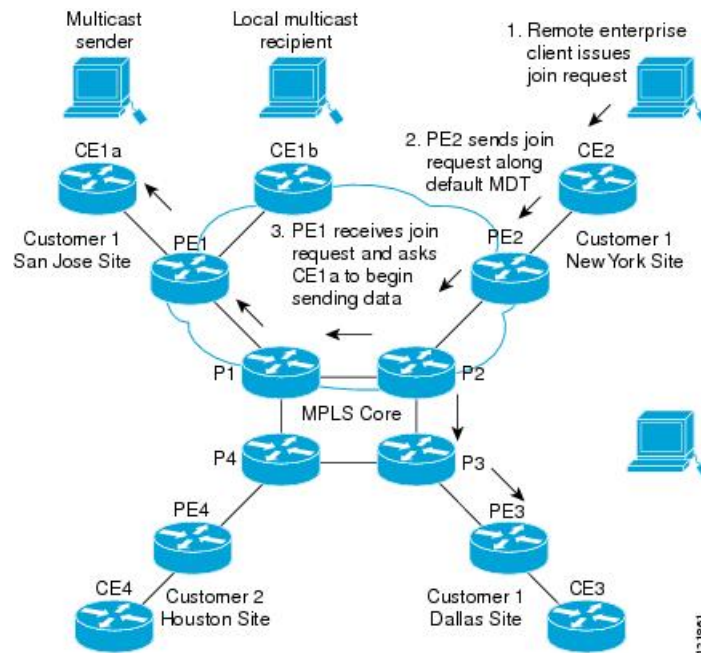 Multicast
sender
Local multicast
recipient
1. Remote enterprise
client issues
join request
CE1a
CE1b
2. PE2 sends join
request along
default MDT
CE2
Customer 1
San Jose Site
PE1
3. PE1 receives join
request and asks
CE1a to begin
sending data
PE2
Customer 1
New York Site
P1
P2
MPLS Core
P4
P3
PE4
PE3
CE4
Customer 2
Houston Site
Customer 1
Dallas Site
CE3